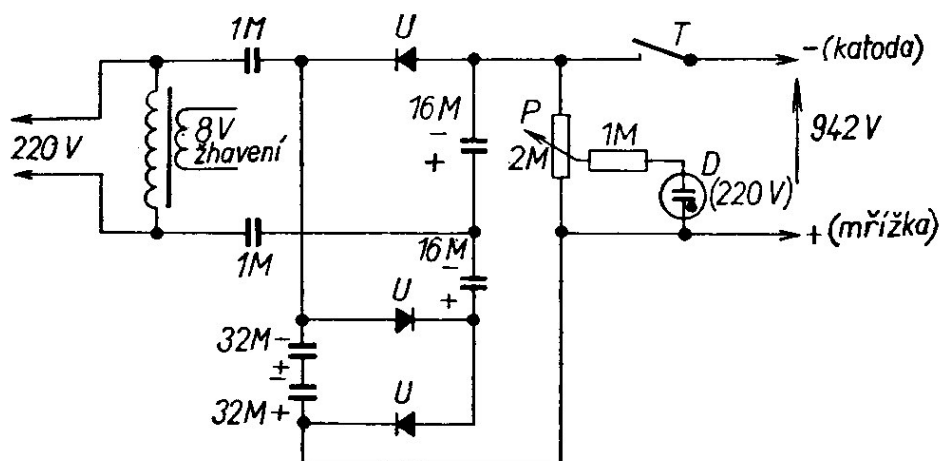 1M
U
T
- (katoda)
220 V
8V
žhavení
16M
-
+
P
2M
1M
D
(220 V)
942 V
1M
16M
-
+
+ (mřížka)
U
32M -
±
32M +
U